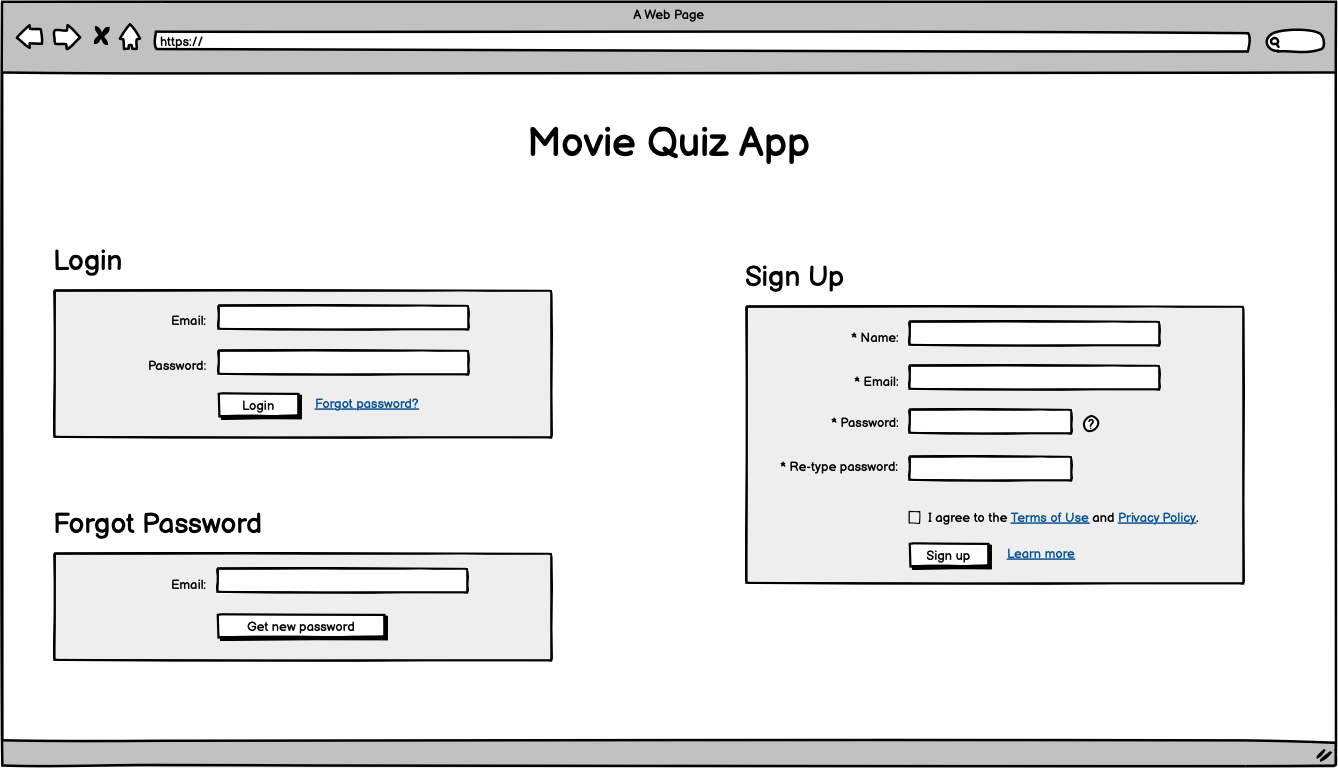 A Web Page
https://
Movie Quiz App
Login
Email:
Password:
Login Forgot password?
Forgot Password
Email:
Get new password
Sign Up
* Name:
* Email:
* Password: ?
* Re-type password:
I agree to the Terms of Use and Privacy Policy.
Sign up Learn more